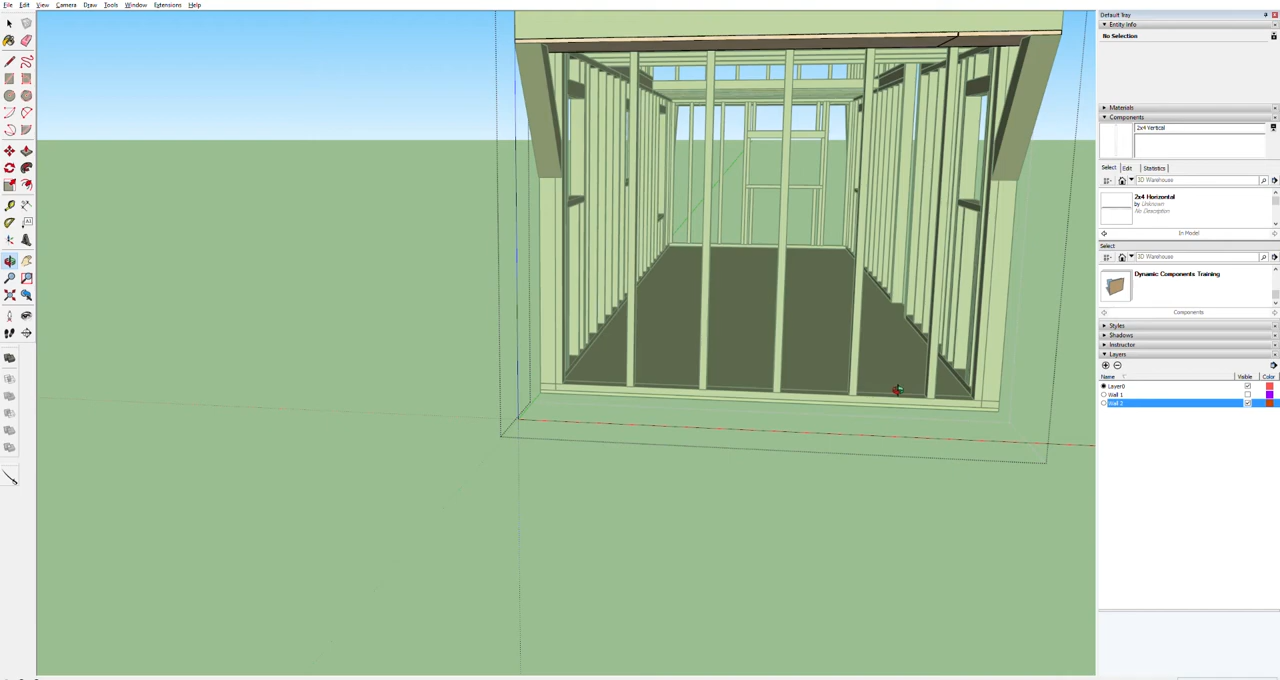 File Edit View Camera Draw Tools Window Extensions Help
Default Tray
Entity Info
No Selection
Materials
Components
2x4 Vertical
Select Edit Statistics
3D Warehouse
2x4 Horizontal
by Unknown
No Description
In Model
Select
3D Warehouse
Dynamic Components Training
Components
Styles
Shadows
Instructor
Layers
Name Visible Color
Layer0
Wall 1
Wall 2